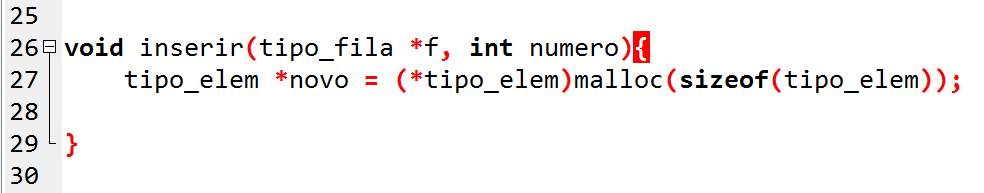 25
26 void inserir(tipo_fila *f, int numero){
27 tipo_elem *novo = (*tipo_elem)malloc(sizeof(tipo_elem));
28
29 }
30